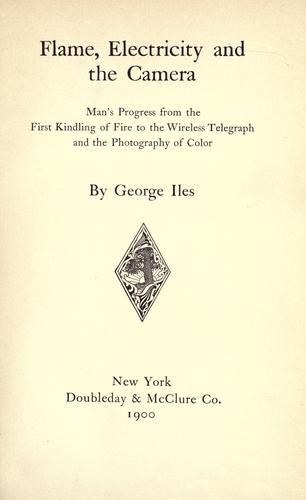 Flame, Electricity and
the Camera
Man's Progress from the
First Kindling of Fire to the Wireless Telegraph
and the Photography of Color
By George Iles
New York
Doubleday & McClure Co.
1900